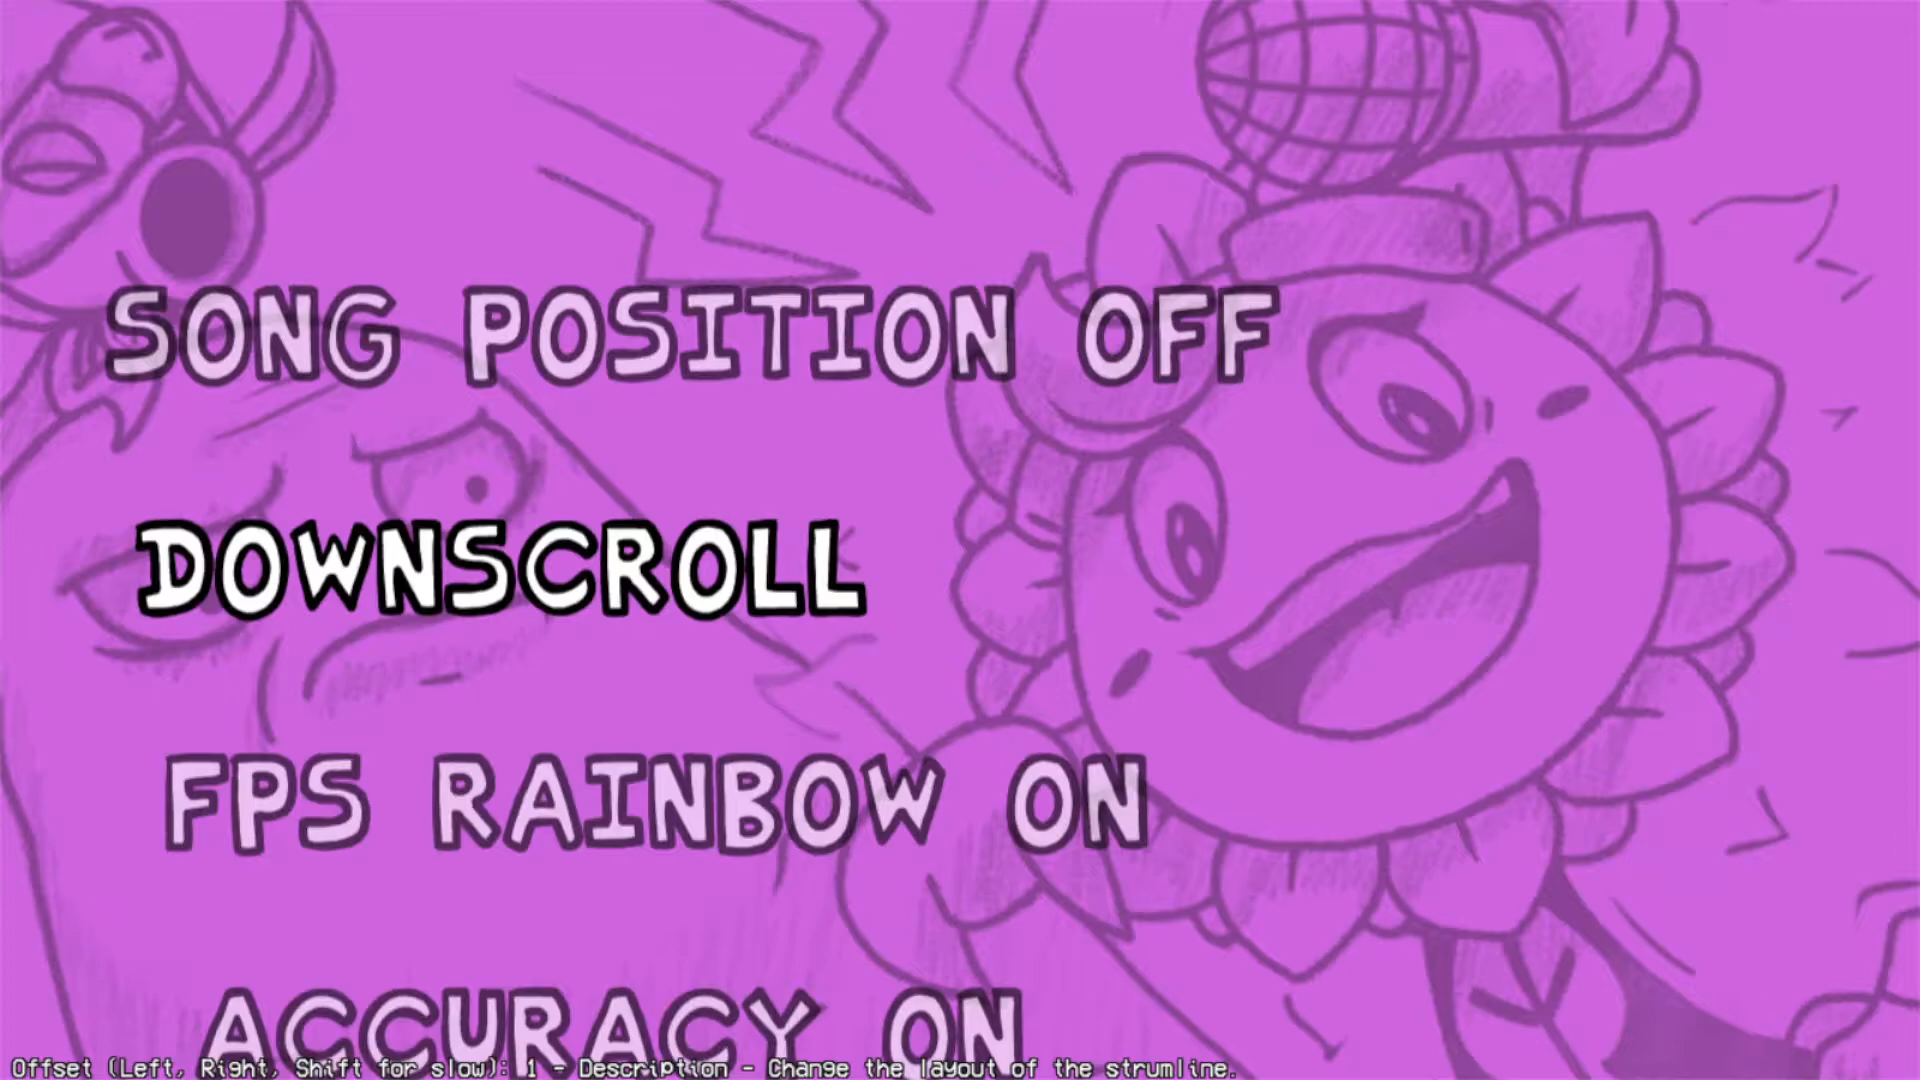 SONG POSITION OFF
DOWNSCROLL
FPS RAINBOW ON
ACCURACY ON
Offset (Left, Right, Shift for slow): 1 - Description - Change the layout of the strumline.